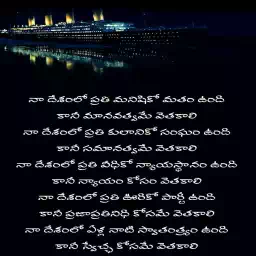 నా దేశంలో ప్రతి మనిషికో మతం ఉంది
కానీ మానవత్వమే వెతకాలి
నా దేశంలో ప్రతి కులానికో సంఘం ఉంది
కానీ సమానత్వమే వెతకాలి
నా దేశంలో ప్రతి వీధికో న్యాయస్థానం ఉంది
కానీ న్యాయం కోసం వెతకాలి
నా దేశంలో ప్రతి ఊరికో పార్టీ ఉంది
కానీ ప్రజాప్రతినిధి కోసమే వెతకాలి
నా దేశంలో ఏళ్ల నాటి స్వాతంత్ర్యం ఉంది
కానీ స్వేచ్ఛ కోసమే వెతకాలి